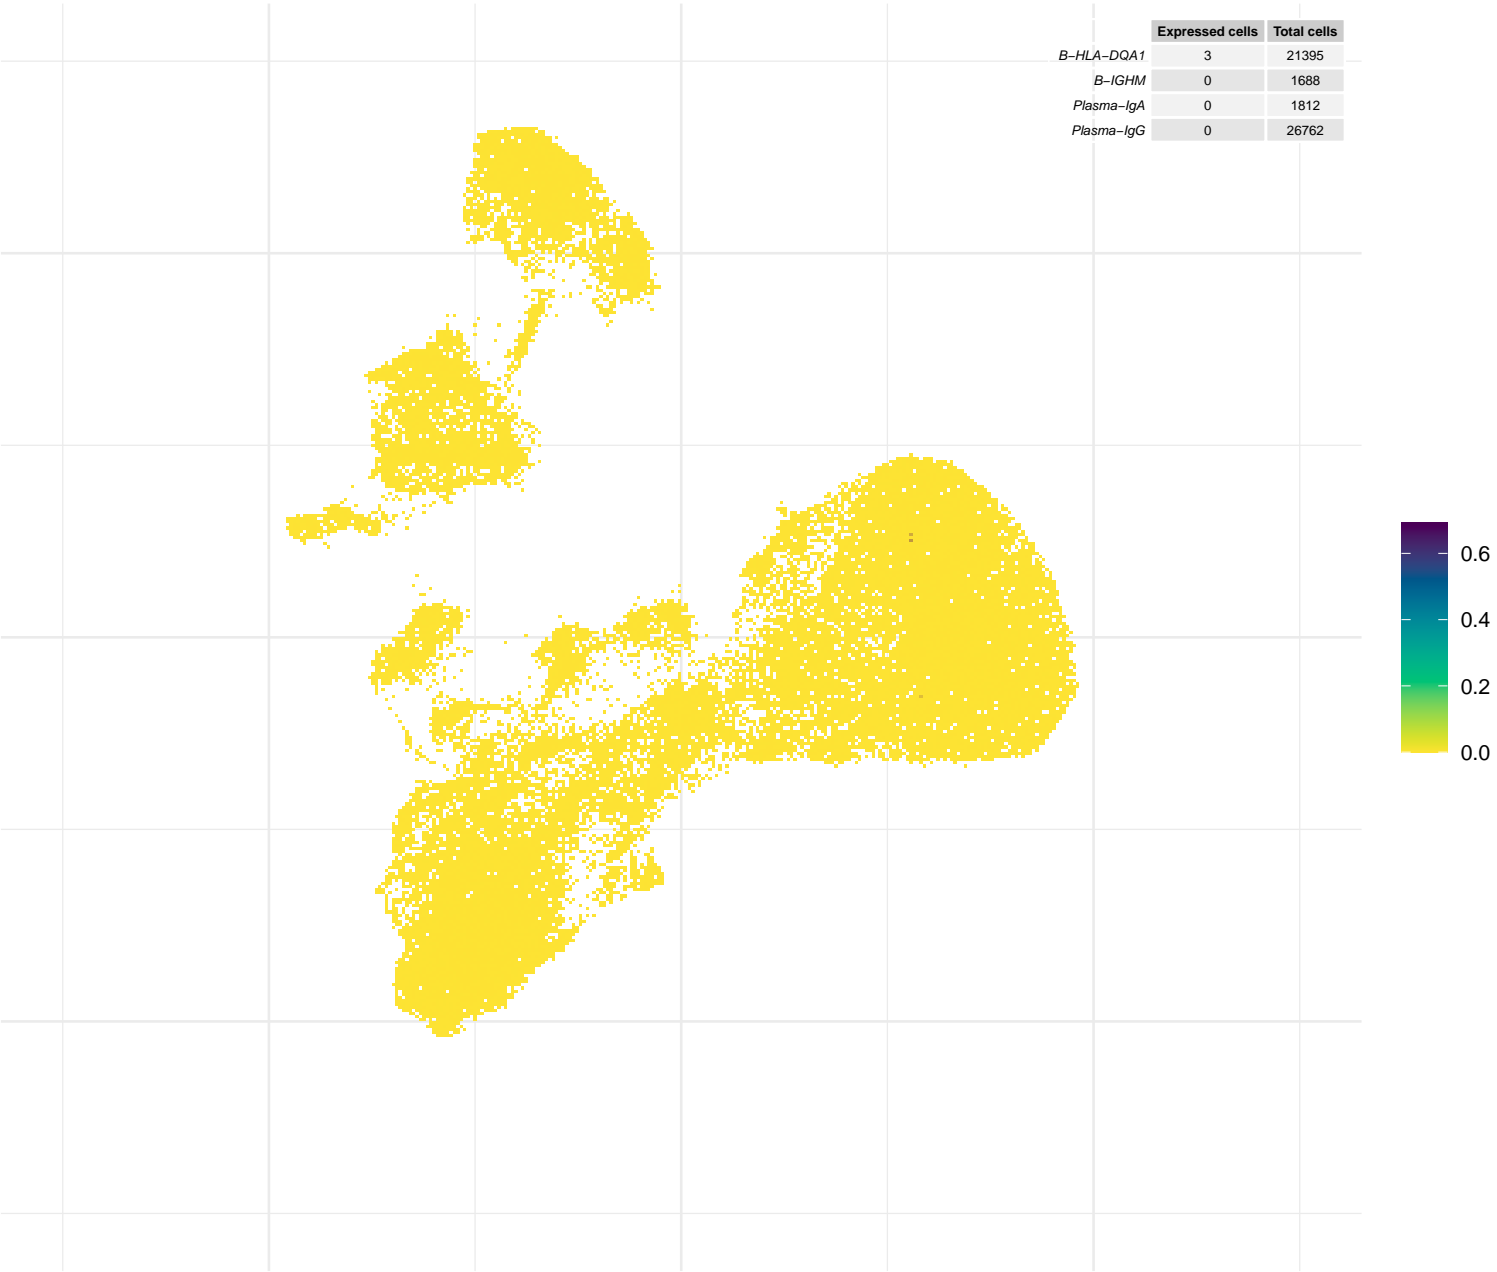 Expressed cells Total cells
B−HLA−DQA1 3 21395
B−IGHM 0 1688
Plasma−IgA 0 1812
Plasma−IgG 0 26762
0.6
0.4
0.2
0.0